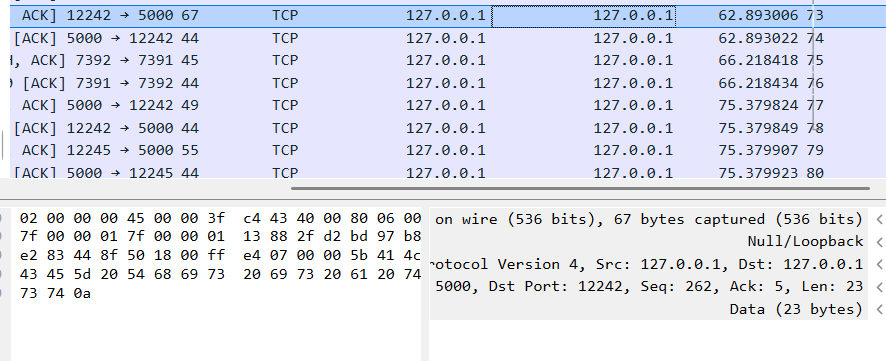 ACK] 12242 → 5000 67 TCP 127.0.0.1 127.0.0.1 62.893006 73
[ACK] 5000 → 12242 44 TCP 127.0.0.1 127.0.0.1 62.893022 74
H, ACK] 7392 → 7391 45 TCP 127.0.0.1 127.0.0.1 66.218418 75
[ACK] 7391 → 7392 44 TCP 127.0.0.1 127.0.0.1 66.218434 76
ACK] 5000 → 12242 49 TCP 127.0.0.1 127.0.0.1 75.379824 77
[ACK] 12242 → 5000 44 TCP 127.0.0.1 127.0.0.1 75.379849 78
ACK] 12245 → 5000 55 TCP 127.0.0.1 127.0.0.1 75.379907 79
[ACK] 5000 → 12245 44 TCP 127.0.0.1 127.0.0.1 75.379923 80
02 00 00 00 45 00 00 3f c4 43 40 00 80 06 00
7f 00 00 01 7f 00 00 01 13 88 2f d2 bd 97 b8
e2 83 44 8f 50 18 00 ff e4 07 00 00 5b 41 4c
43 45 5d 20 54 68 69 73 20 69 73 20 61 20 74
73 74 0a
on wire (536 bits), 67 bytes captured (536 bits)
Null/Loopback
rotocol Version 4, Src: 127.0.0.1, Dst: 127.0.0.1
5000, Dst Port: 12242, Seq: 262, Ack: 5, Len: 23
Data (23 bytes)